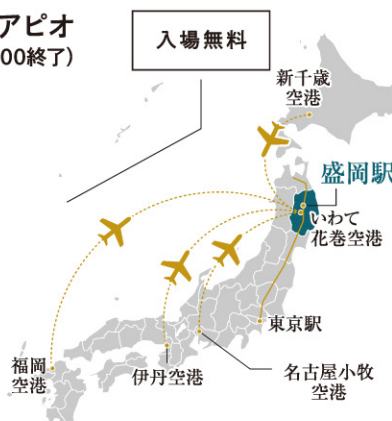 アピオ
00終了)
入場無料
新千歳
空港
盛岡駅
いわて
花巻空港
東京駅
名古屋小牧
空港
伊丹空港
福岡
空港